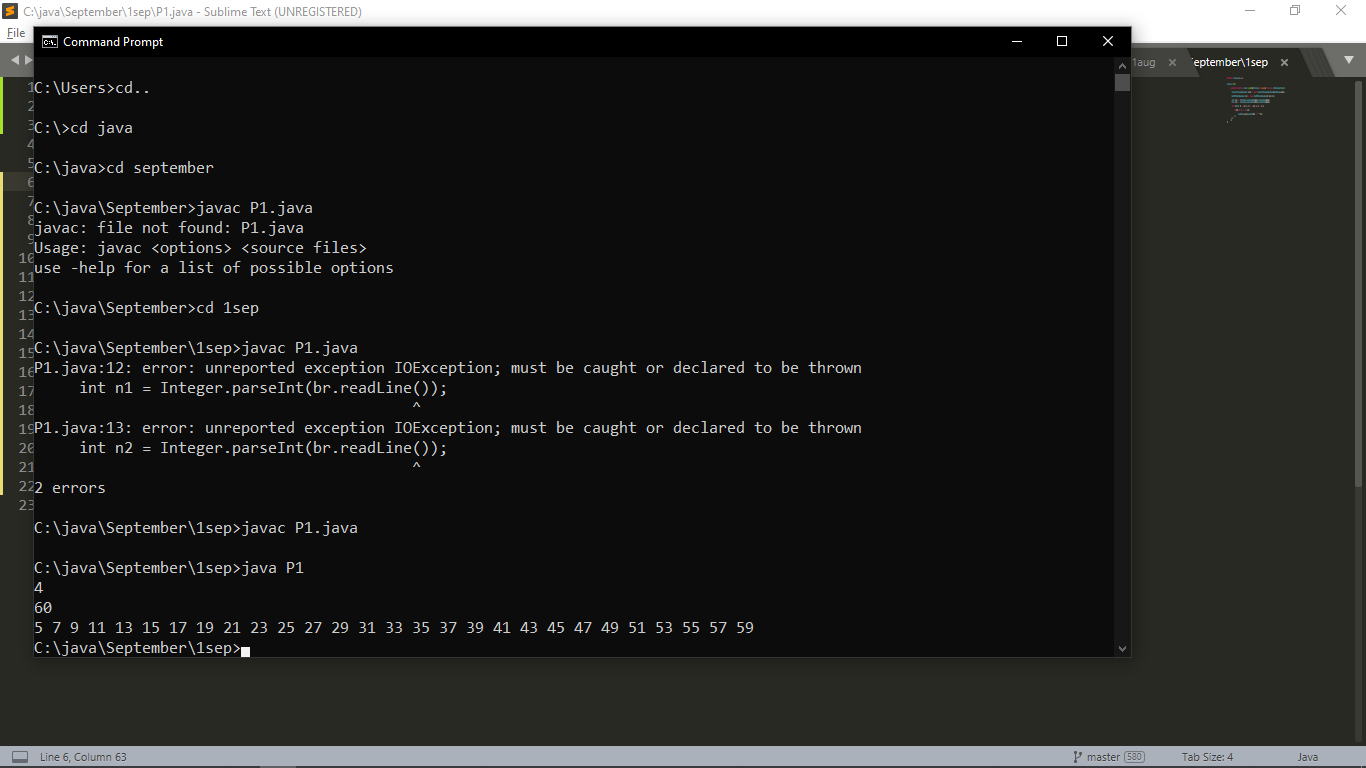 C:\java\September\1sep\P1.java - Sublime Text (UNREGISTERED)
File
Command Prompt
1aug
eptember\1sep
C:\Users>cd..
C:\>cd java
C:\java>cd september
C:\java\September>javac P1.java
javac: file not found: P1.java
Usage: javac <options> <source files>
use -help for a list of possible options
C:\java\September>cd 1sep
C:\java\September\1sep>javac P1.java
P1.java:12: error: unreported exception IOException; must be caught or declared to be thrown
int n1 = Integer.parseInt(br.readLine());
^
P1.java:13: error: unreported exception IOException; must be caught or declared to be thrown
int n2 = Integer.parseInt(br.readLine());
^
2 errors
C:\java\September\1sep>javac P1.java
C:\java\September\1sep>java P1
4
60
5 7 9 11 13 15 17 19 21 23 25 27 29 31 33 35 37 39 41 43 45 47 49 51 53 55 57 59
C:\java\September\1sep>
1
2
3
4
5
6
7
8
9
10
11
12
13
14
15
16
17
18
19
20
21
22
23
Line 6, Column 63
master 580
Tab Size: 4
Java